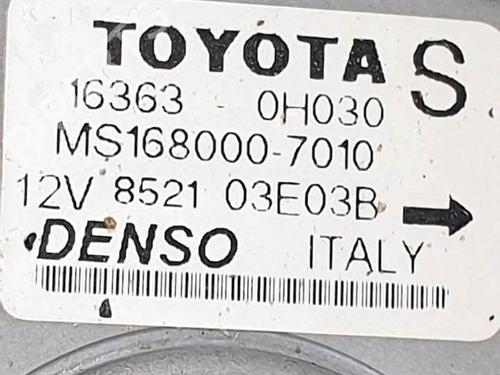 TOYOTA S
16363 - 0H030
MS168000-7010
12V 8521 03E03B
DENSO ITALY